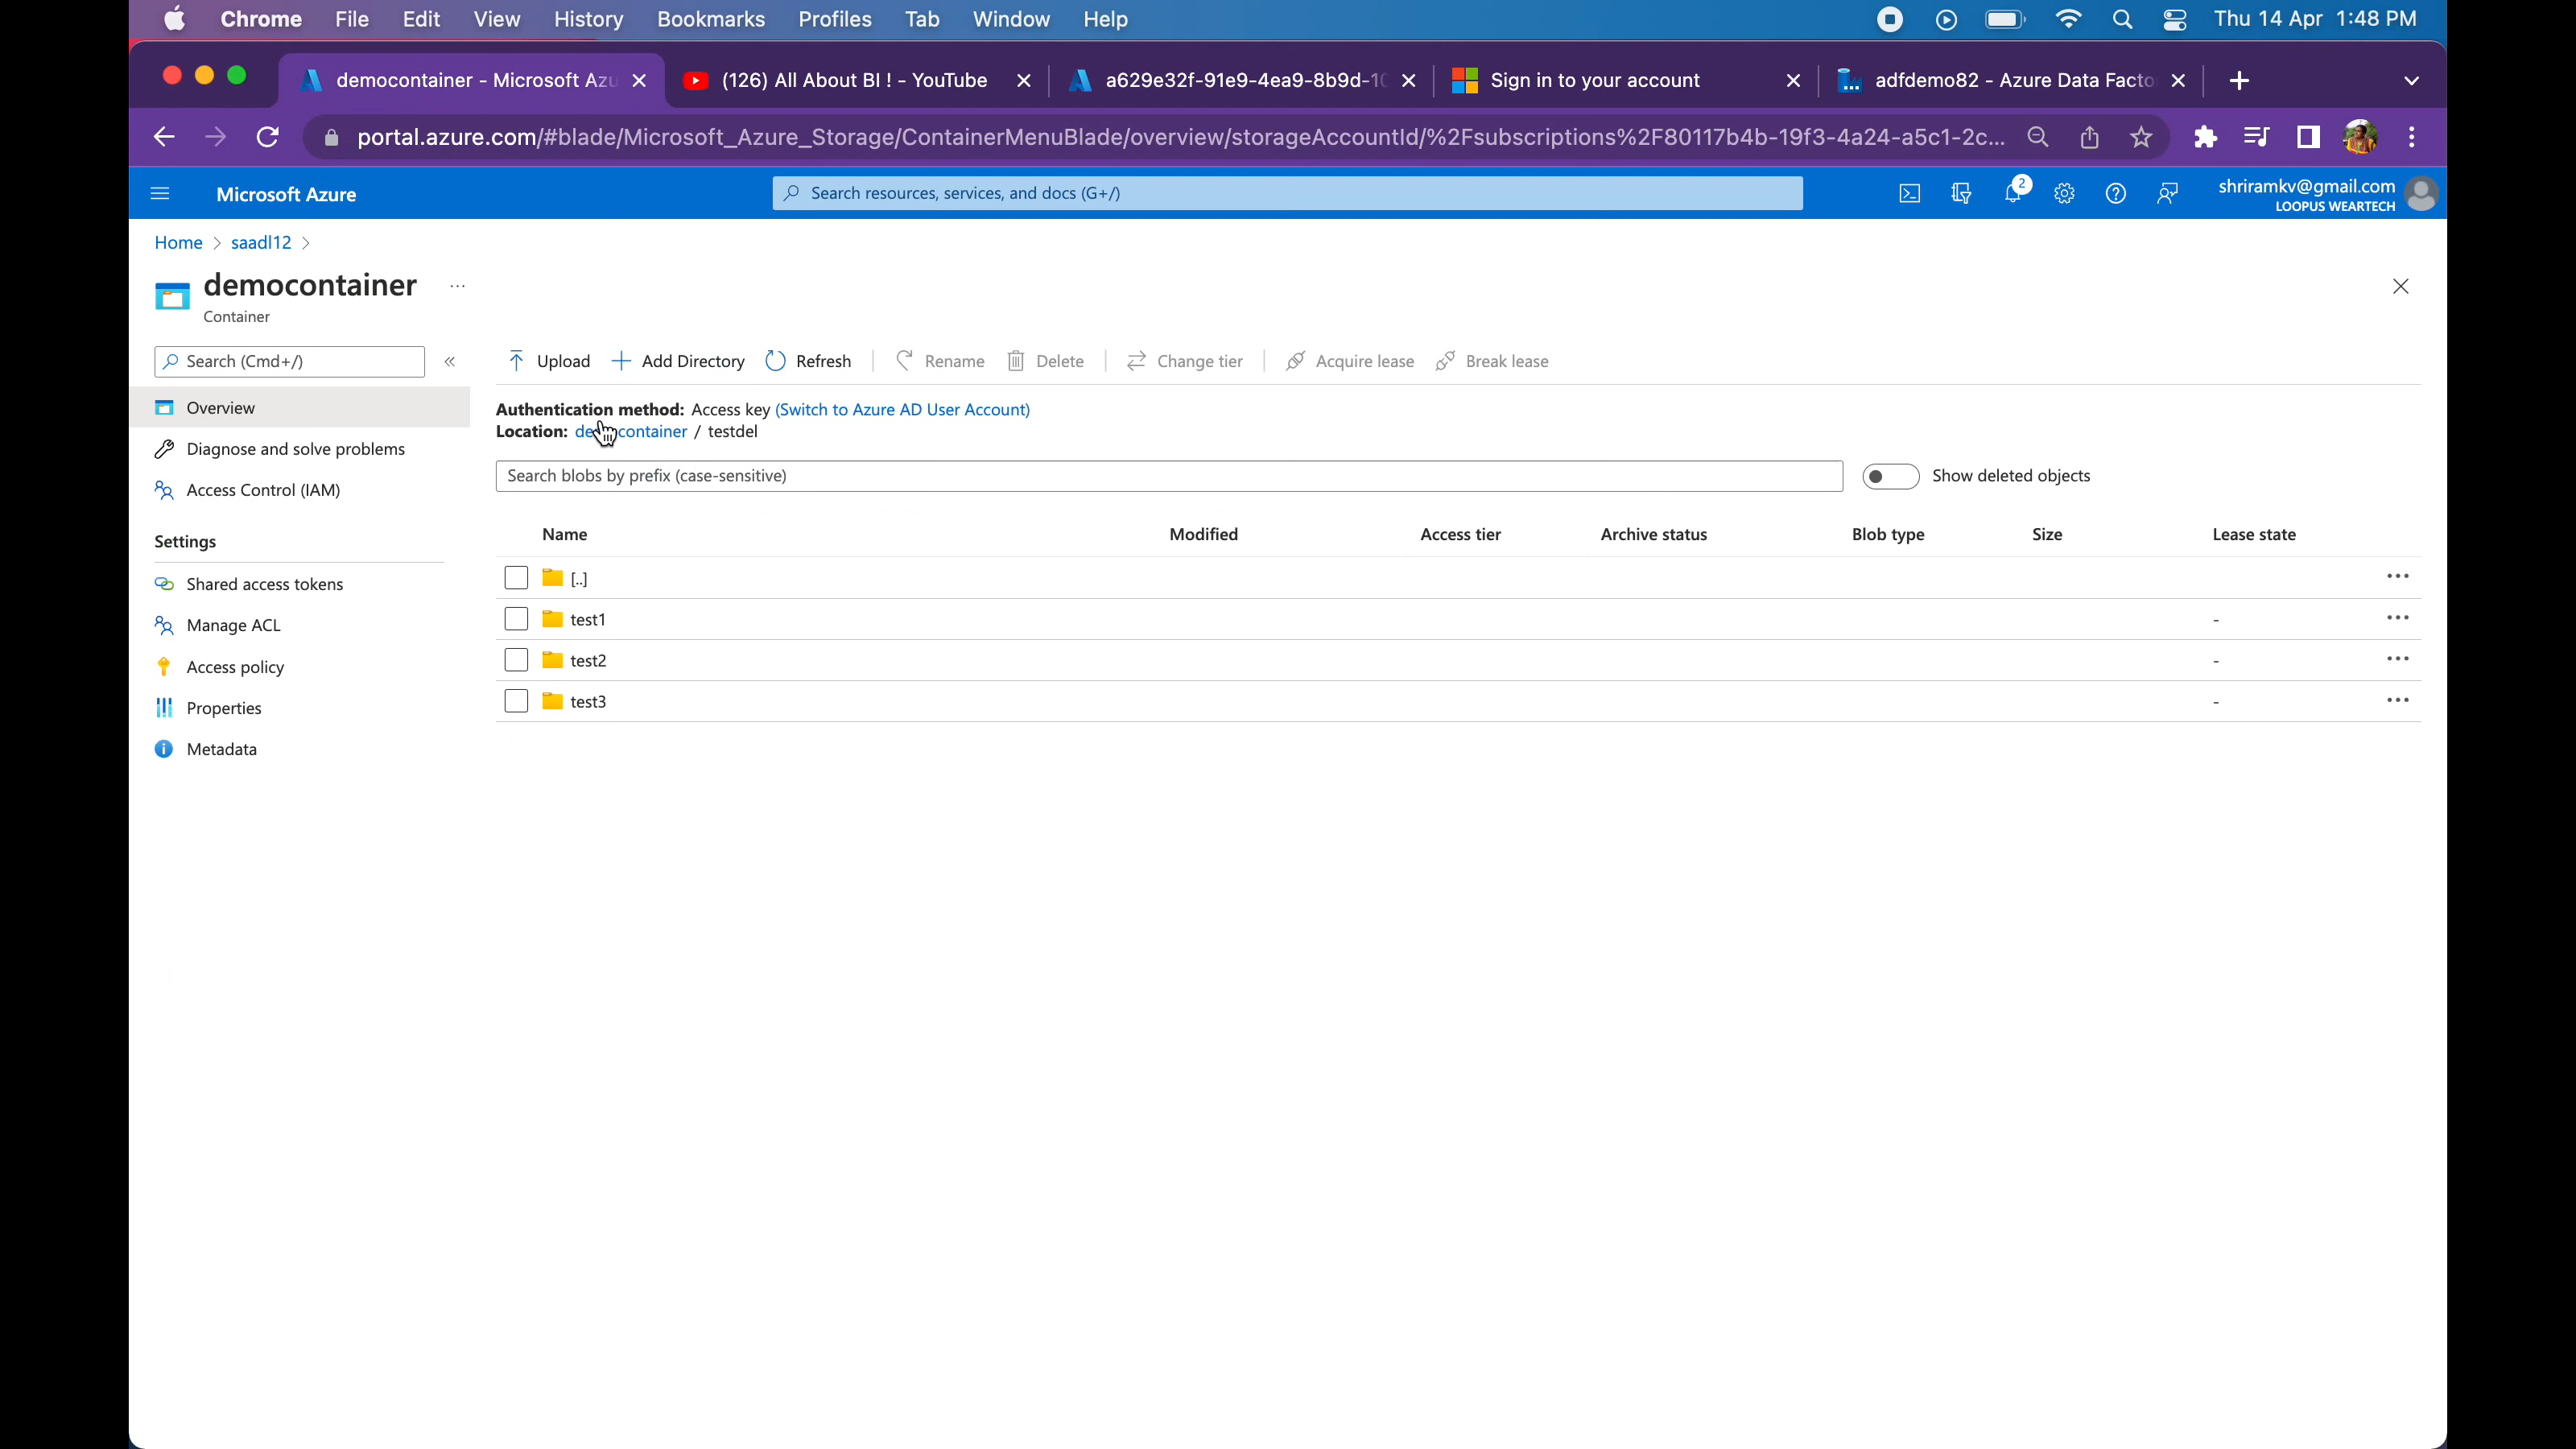 Chrome File Edit View History Bookmarks Profiles Tab Window Help Thu 14 Apr 1:48 PM
democontainer - Microsoft Azu (126) All About BI ! - YouTube a629e32f-91e9-4ea9-8b9d-10 Sign in to your account adfdemo82 - Azure Data Facto
portal.azure.com/#blade/Microsoft_Azure_Storage/ContainerMenuBlade/overview/storageAccountId/%2Fsubscriptions%2F80117b4b-19f3-4a24-a5c1-2c...
Microsoft Azure Search resources, services, and docs (G+/) 2 shriramkv@gmail.com
LOOPUS WEARTECH
Home > saadl12 >
democontainer ...
Container
Search (Cmd+/) «
Upload Add Directory Refresh Rename Delete Change tier Acquire lease Break lease
Overview
Diagnose and solve problems
Access Control (IAM)
Settings
Shared access tokens
Manage ACL
Access policy
Properties
Metadata
Authentication method: Access key (Switch to Azure AD User Account)
Location: / testdel
Search blobs by prefix (case-sensitive) Show deleted objects
Name Modified Access tier Archive status Blob type Size Lease state
[..] ...
test1 - ...
test2 - ...
test3 - ...